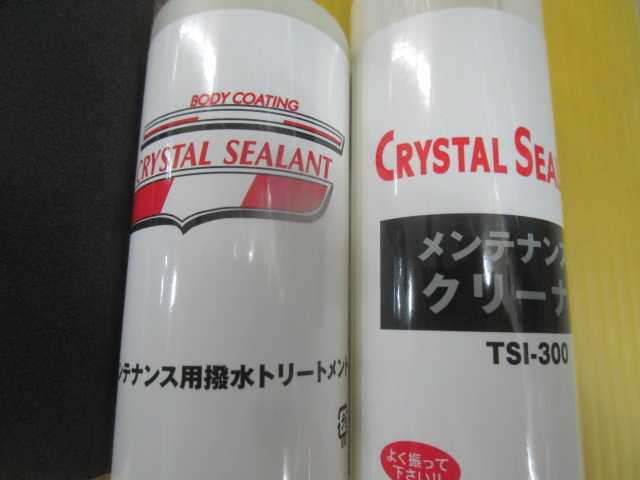 BODY COATING
CRYSTAL SEALANT
ンテナンス用撥水トリートメント
CRYSTAL SEA
メンテナンス
クリーナ
TSI-300
よく振って
下さい!!